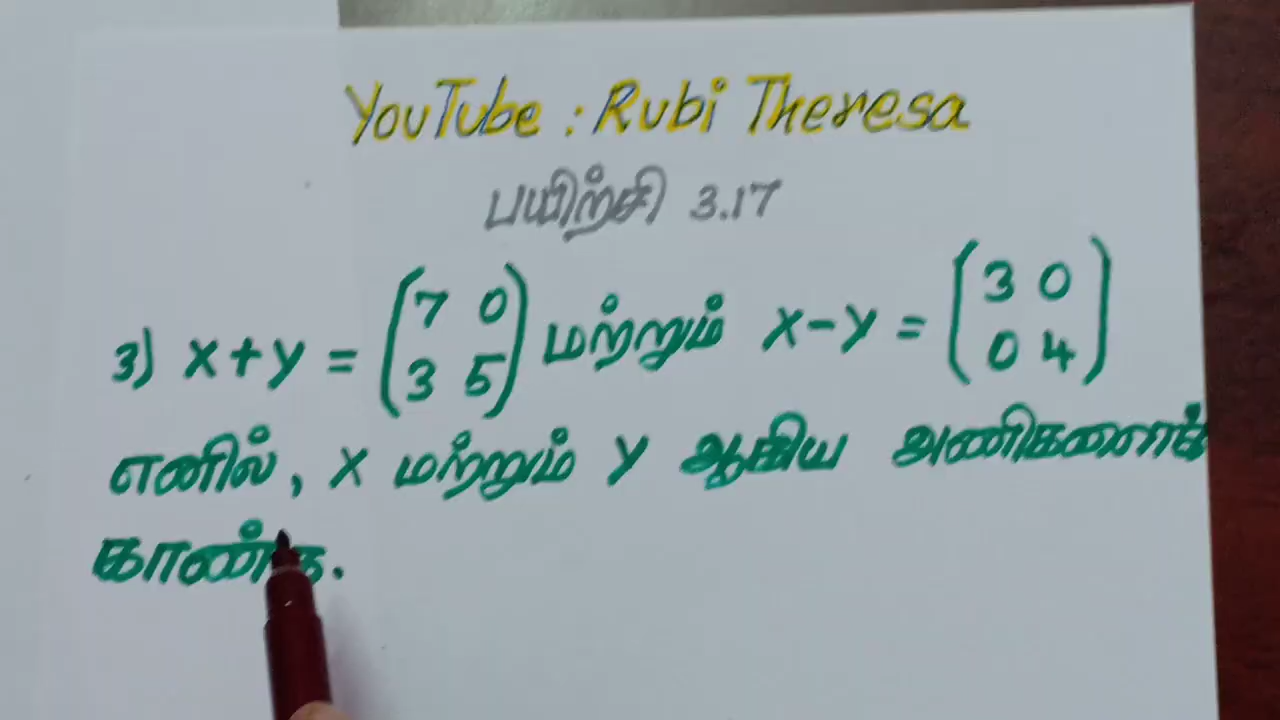 YouTube : Rubi Theresa
பயிற்சி 3.17
3) x+y = (7 0 3 5) மற்றும் x-y = (3 0 0 4)
எனில், x மற்றும் y ஆகிய அணிகளைக்
காண்க.